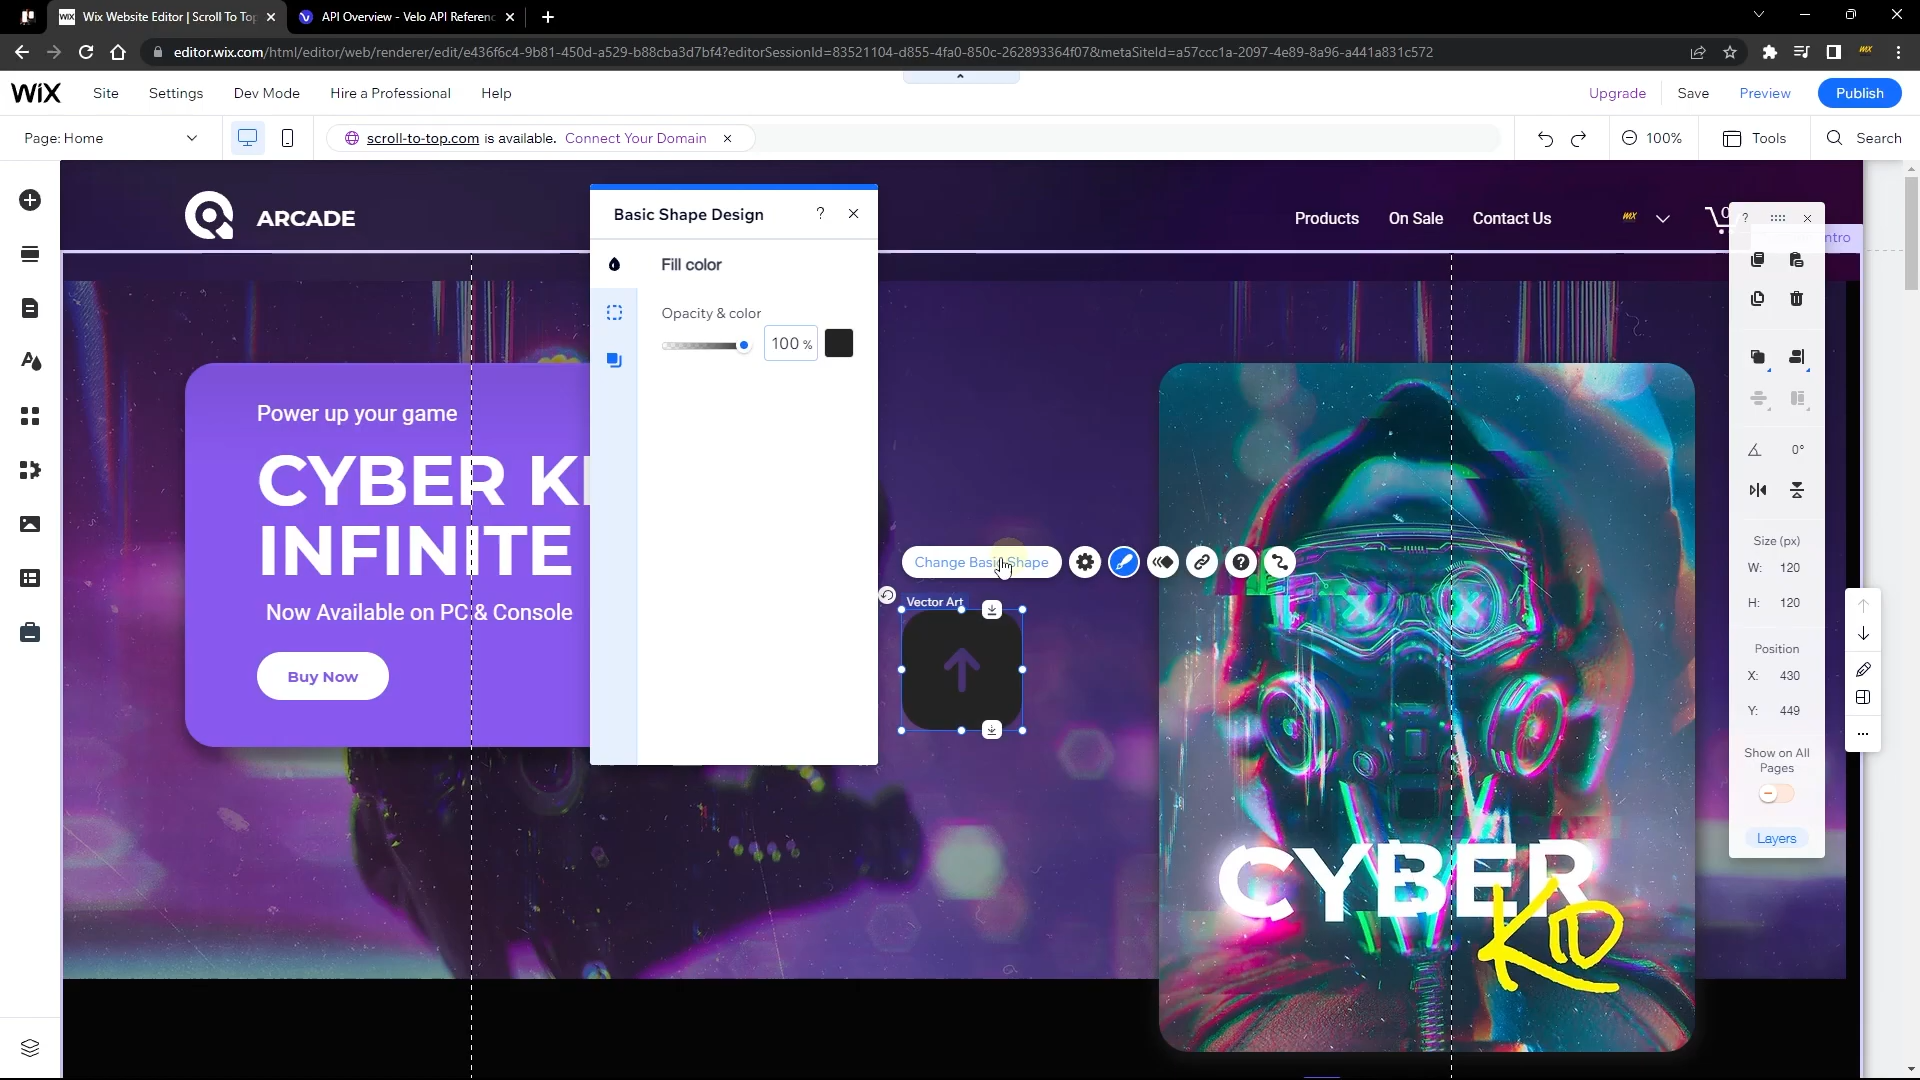 Wix Website Editor | Scroll To Top
API Overview - Velo API Referenc
editor.wix.com/html/editor/web/renderer/edit/e436f6c4-9b81-450d-a529-b88cba3d7bf4?editorSessionId=83521104-d855-4fa0-850c-262893364f07&metaSiteId=a57ccc1a-2097-4e89-8a96-a441a831c572
WIX Site Settings Dev Mode Hire a Professional Help Upgrade Save Preview Publish
Page: Home
scroll-to-top.com is available. Connect Your Domain
100% Tools Search
ARCADE
Products On Sale Contact Us
0
ntro
Basic Shape Design ?
Fill color
Opacity & color
100 %
Power up your game
CYBER KI
INFINITE
Now Available on PC & Console
Buy Now
Change Basic Shape
Vector Art
CYBER
KID
?
0°
Size (px)
W: 120
H: 120
Position
X: 430
Y: 449
Show on All
Pages
Layers